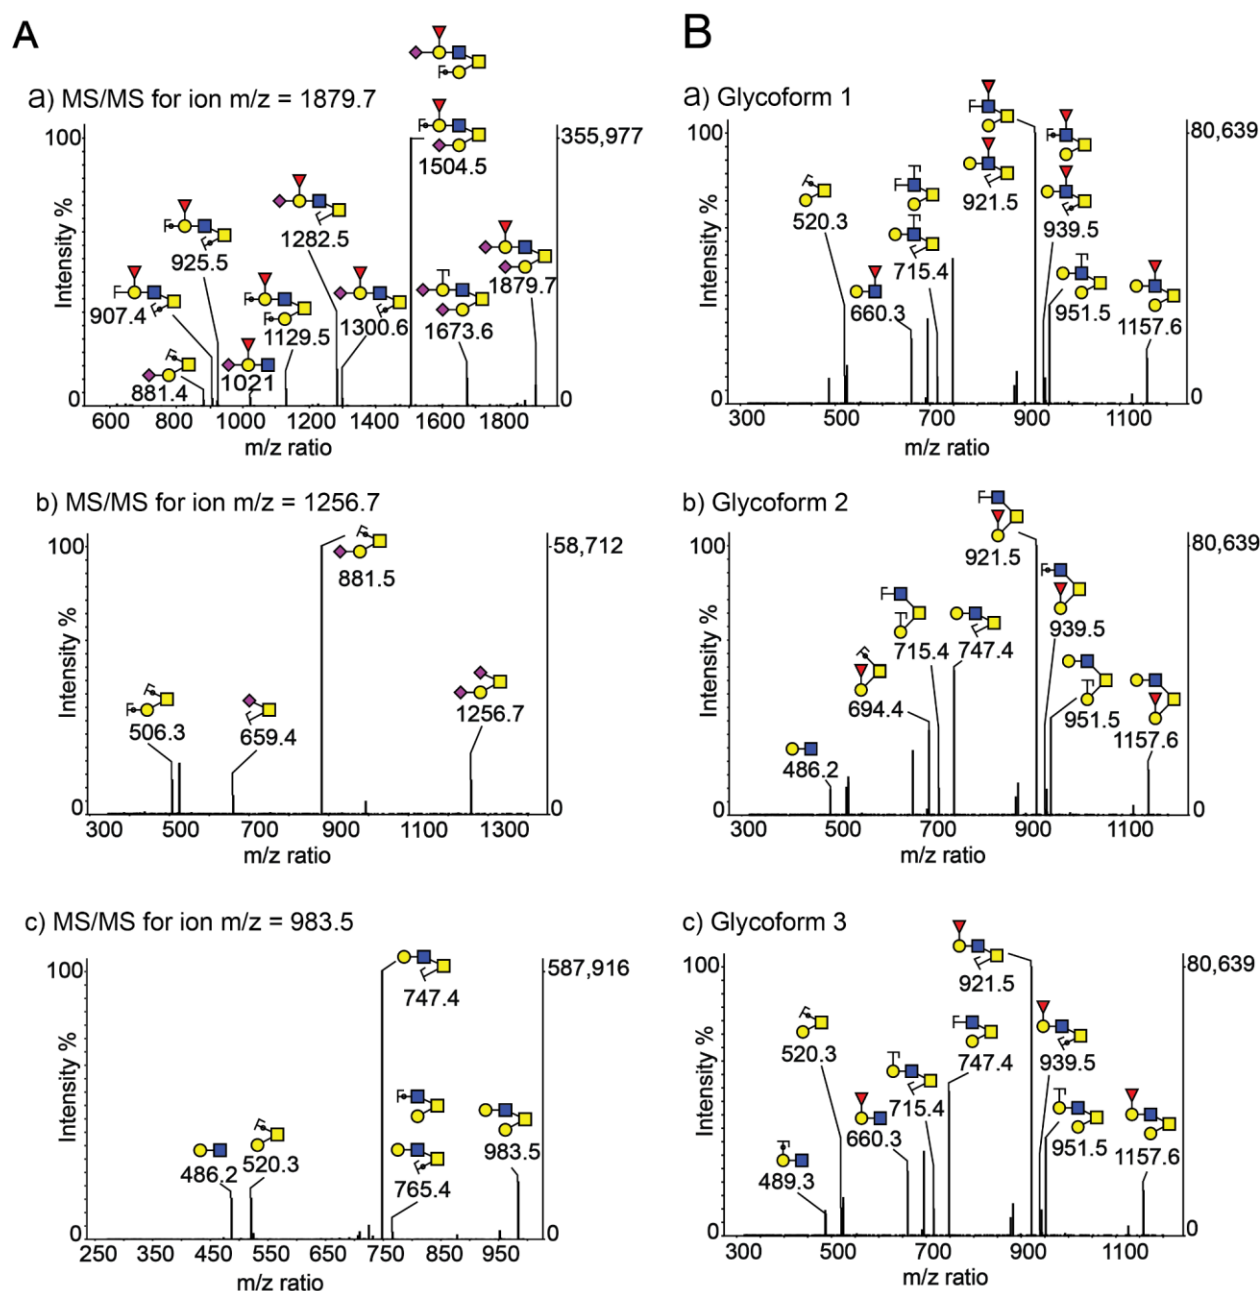 A
a) MS/MS for ion m/z = 1879.7
100
355,977
1504.5
1282.5
925.5
1879.7
907.4
1129.5
1300.6
1673.6
881.4
1021
0
0
Intensity %
600 800 1000 1200 1400 1600 1800
m/z ratio
b) MS/MS for ion m/z = 1256.7
100
58,712
881.5
506.3
659.4
1256.7
0
0
Intensity %
300 500 700 900 1100 1300
m/z ratio
c) MS/MS for ion m/z = 983.5
100
587,916
747.4
486.2
520.3
765.4
983.5
0
0
Intensity %
250 350 450 550 650 750 850 950
m/z ratio
B
a) Glycoform 1
100
80,639
921.5
939.5
520.3
715.4
660.3
951.5
1157.6
0
0
Intensity %
300 500 700 900 1100
m/z ratio
b) Glycoform 2
100
80,639
921.5
939.5
715.4
747.4
694.4
951.5
1157.6
486.2
0
0
Intensity %
300 500 700 900 1100
m/z ratio
c) Glycoform 3
100
80,639
921.5
520.3
747.4
939.5
715.4
660.3
951.5
1157.6
489.3
0
0
Intensity %
300 500 700 900 1100
m/z ratio